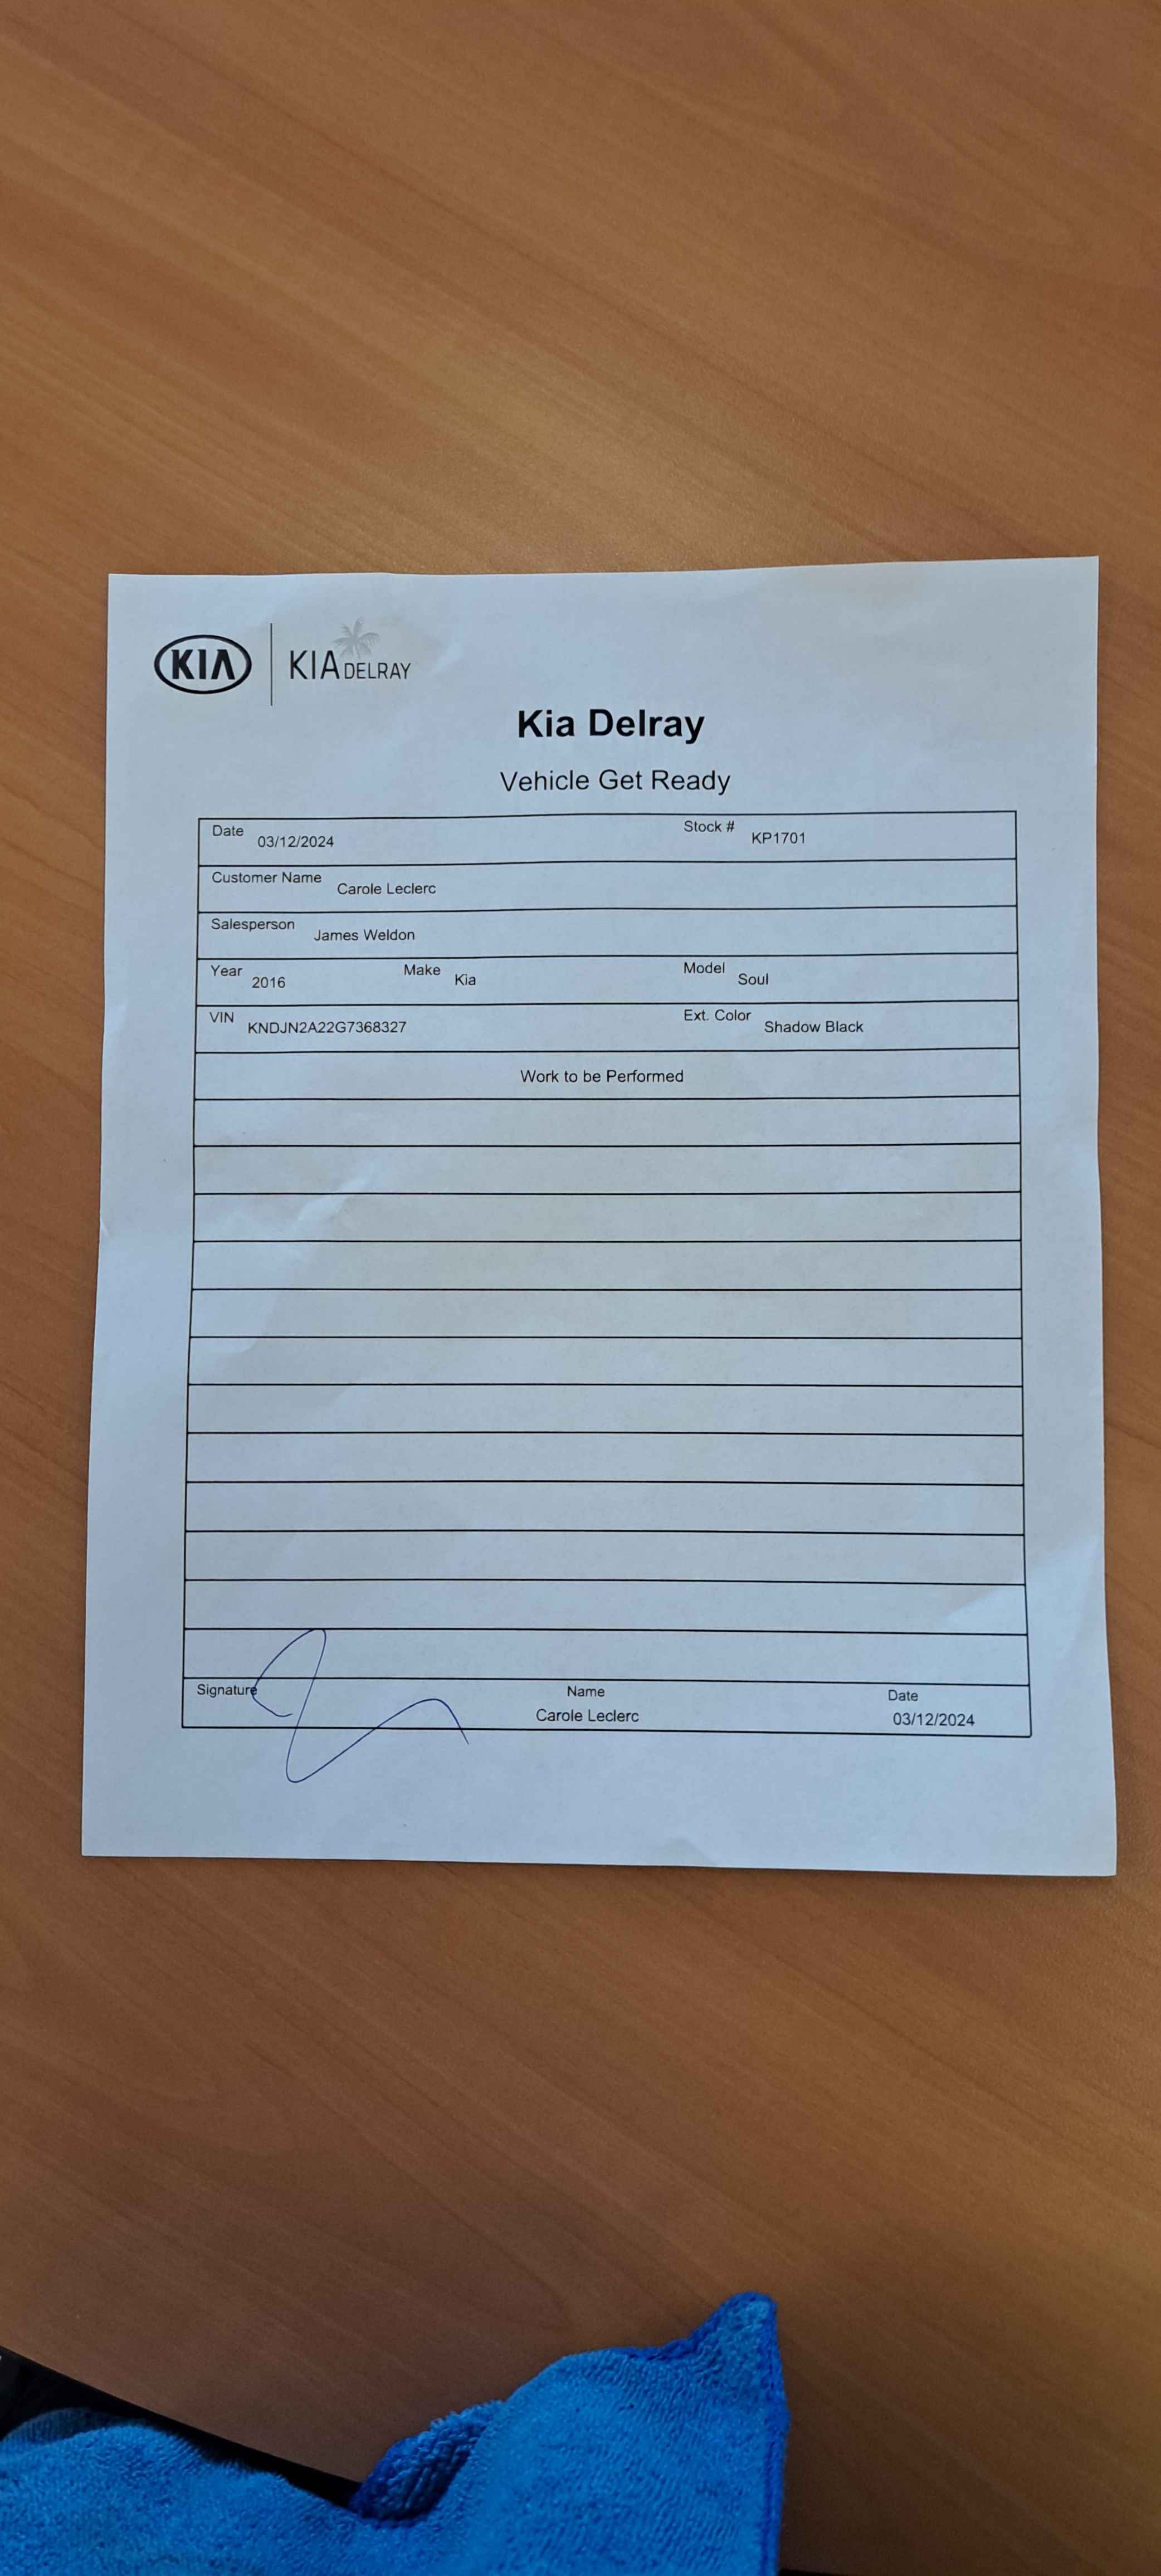 KIA KIA DELRAY
Kia Delray
Vehicle Get Ready
Date 03/12/2024 Stock # KP1701
Customer Name Carole Leclerc
Salesperson James Weldon
Year 2016 Make Kia Model Soul
VIN KNDJN2A22G7368327 Ext. Color Shadow Black
Work to be Performed
Signature Name Date
Carole Leclerc 03/12/2024